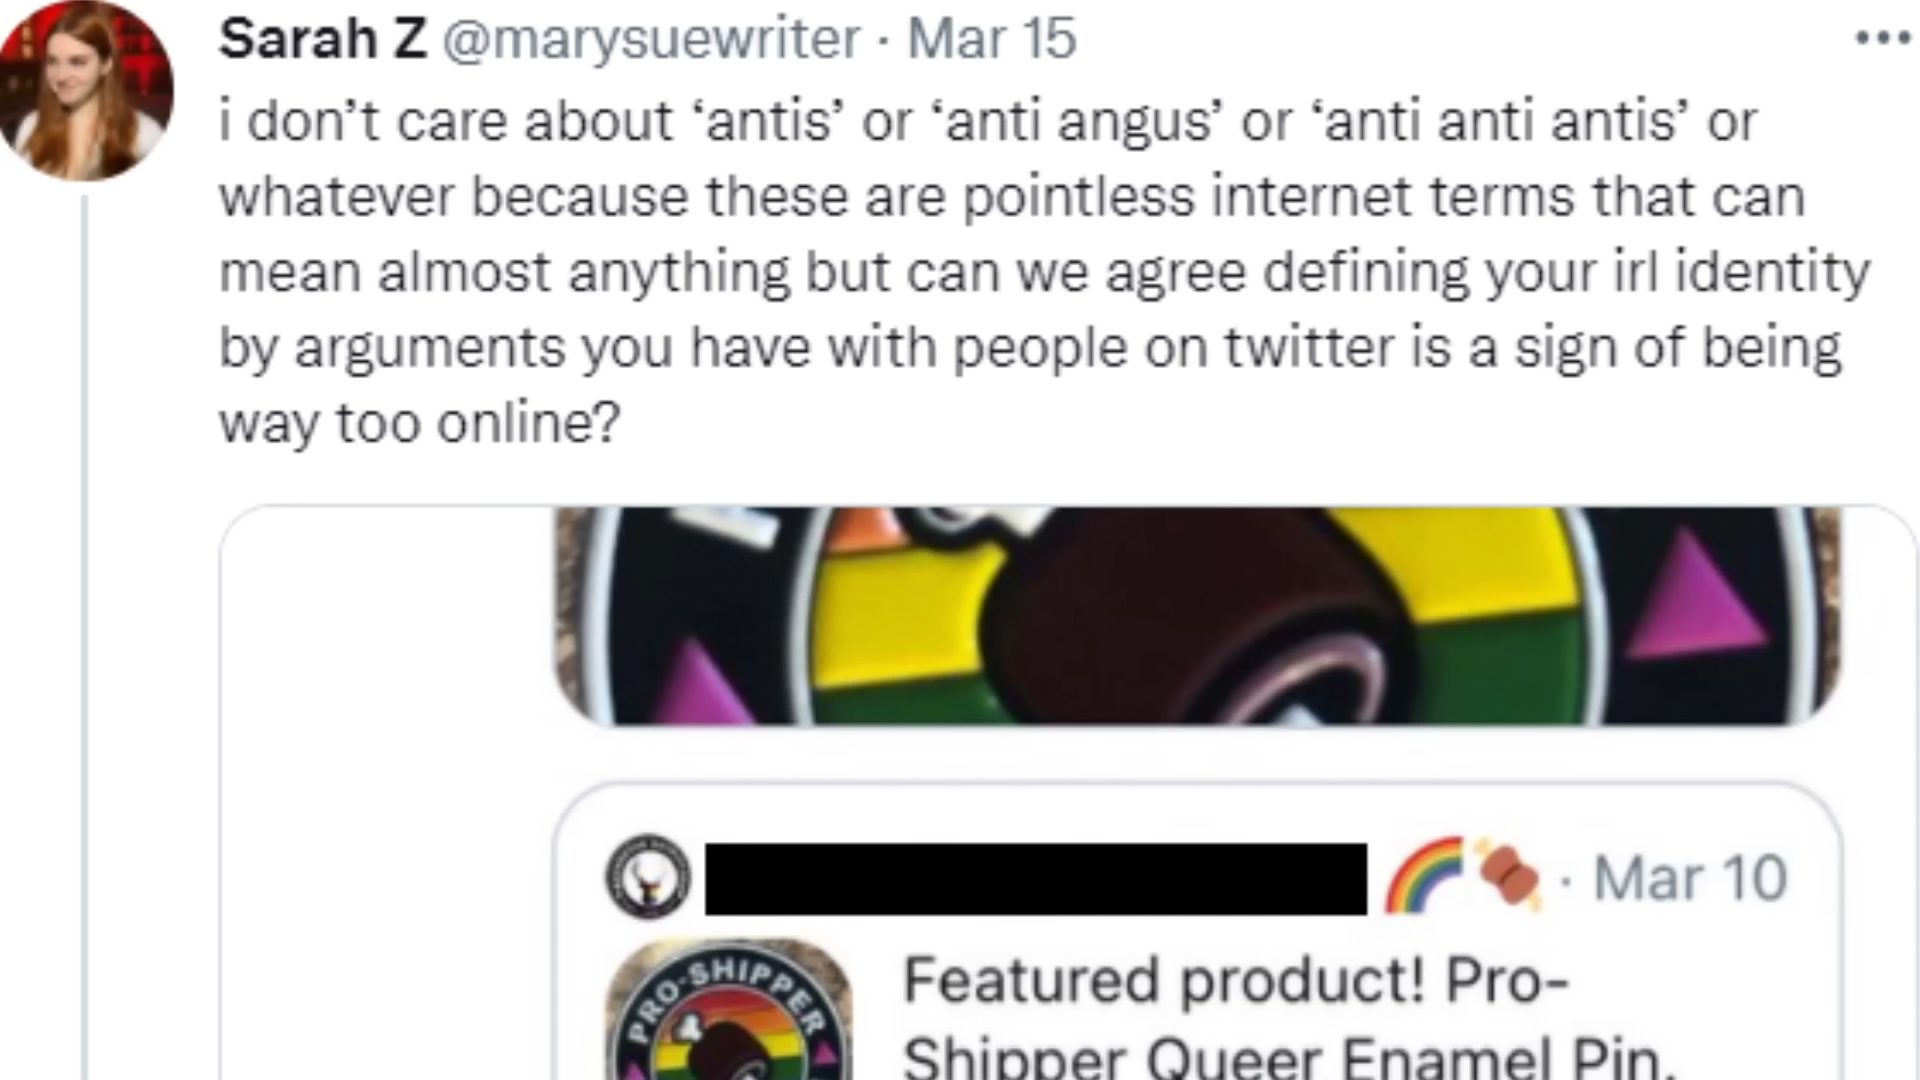 Sarah Z @marysuewriter · Mar 15
i don’t care about ‘antis’ or ‘anti angus’ or ‘anti anti antis’ or
whatever because these are pointless internet terms that can
mean almost anything but can we agree defining your irl identity
by arguments you have with people on twitter is a sign of being
way too online?
· Mar 10
PRO-SHIPPER
Featured product! Pro-
Shipper Queer Enamel Pin.